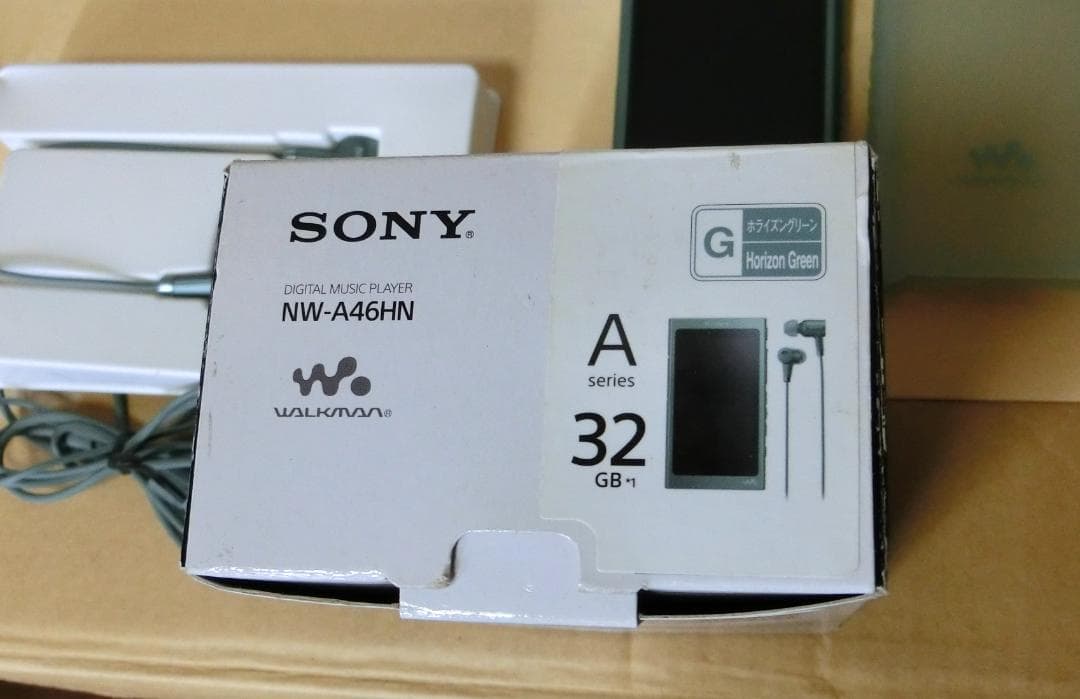 SONY®
DIGITAL MUSIC PLAYER
NW-A46HN
WALKMAN®
G
ホライズングリーン
Horizon Green
A
series
32
GB *1